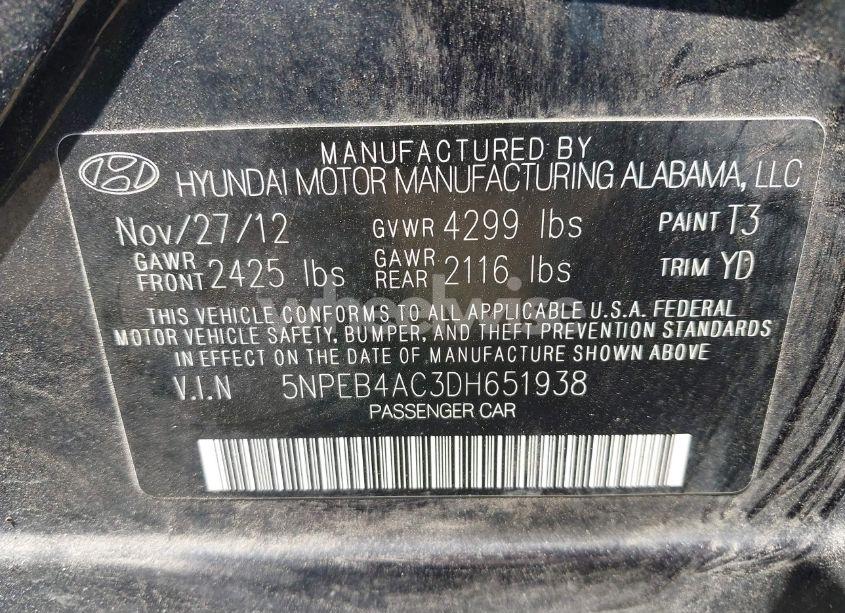 MANUFACTURED BY
HYUNDAI MOTOR MANUFACTURING ALABAMA, LLC
Nov/27/12 GVWR 4299 lbs PAINT T3
GAWR FRONT 2425 lbs GAWR REAR 2116 lbs TRIM YD
THIS VEHICLE CONFORMS TO ALL APPLICABLE U.S.A. FEDERAL
MOTOR VEHICLE SAFETY, BUMPER, AND THEFT PREVENTION STANDARDS
IN EFFECT ON THE DATE OF MANUFACTURE SHOWN ABOVE.
V.I.N 5NPEB4AC3DH651938
PASSENGER CAR
wheelwise